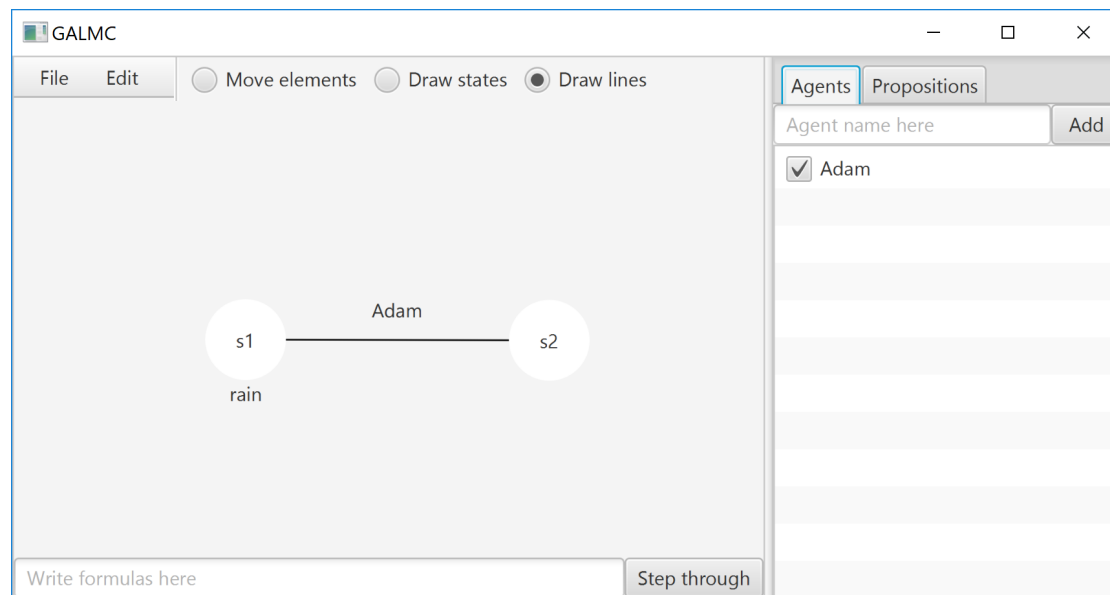 GALMC
File Edit Move elements Draw states Draw lines
Agents Propositions
Agent name here Add
Adam
Adam
s1 s2
rain
Write formulas here Step through